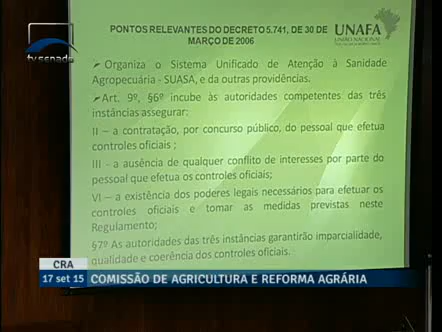 PONTOS RELEVANTES DO DECRETO 5.741, DE 30 DE
MARÇO DE 2006
UNAFA
UNIÃO NACIONAL
tv senado
Organiza o Sistema Unificado de Atenção à Sanidade
Agropecuária - SUASA, e da outras providências.
Art. 9º, §6º incube às autoridades competentes das três
instâncias assegurar:
II – a contratação, por concurso público, do pessoal que efetua
controles oficiais ;
III - a ausência de qualquer conflito de interesses por parte do
pessoal que efetua os controles oficiais;
VI – a existência dos poderes legais necessários para efetuar os
controles oficiais e tomar as medidas previstas neste
Regulamento;
§7º As autoridades das três instâncias garantirão imparcialidade,
qualidade e coerência dos controles oficiais.
CRA
17 set 15 COMISSÃO DE AGRICULTURA E REFORMA AGRÁRIA